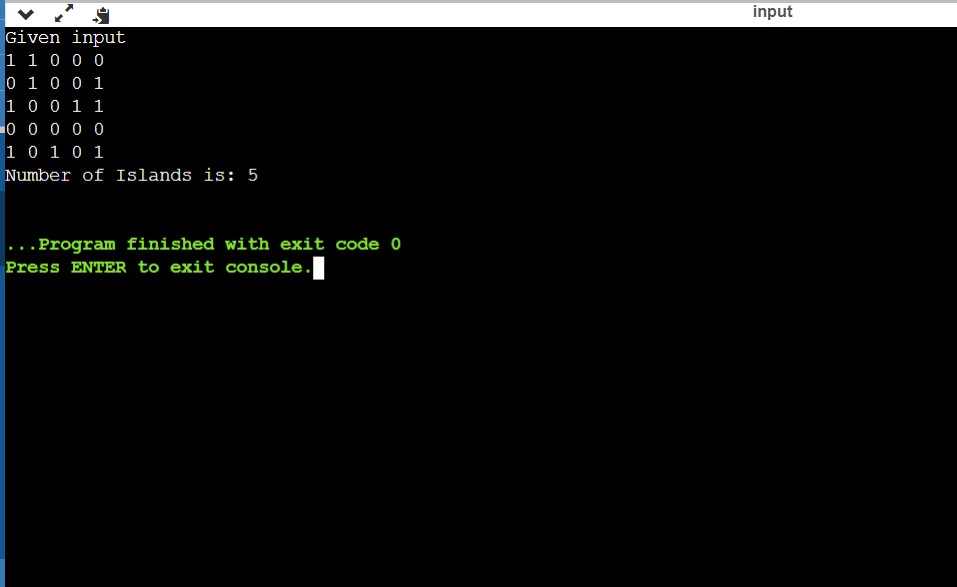 input
Given input
1 1 0 0 0
0 1 0 0 1
1 0 0 1 1
0 0 0 0 0
1 0 1 0 1
Number of Islands is: 5
...Program finished with exit code 0
Press ENTER to exit console.